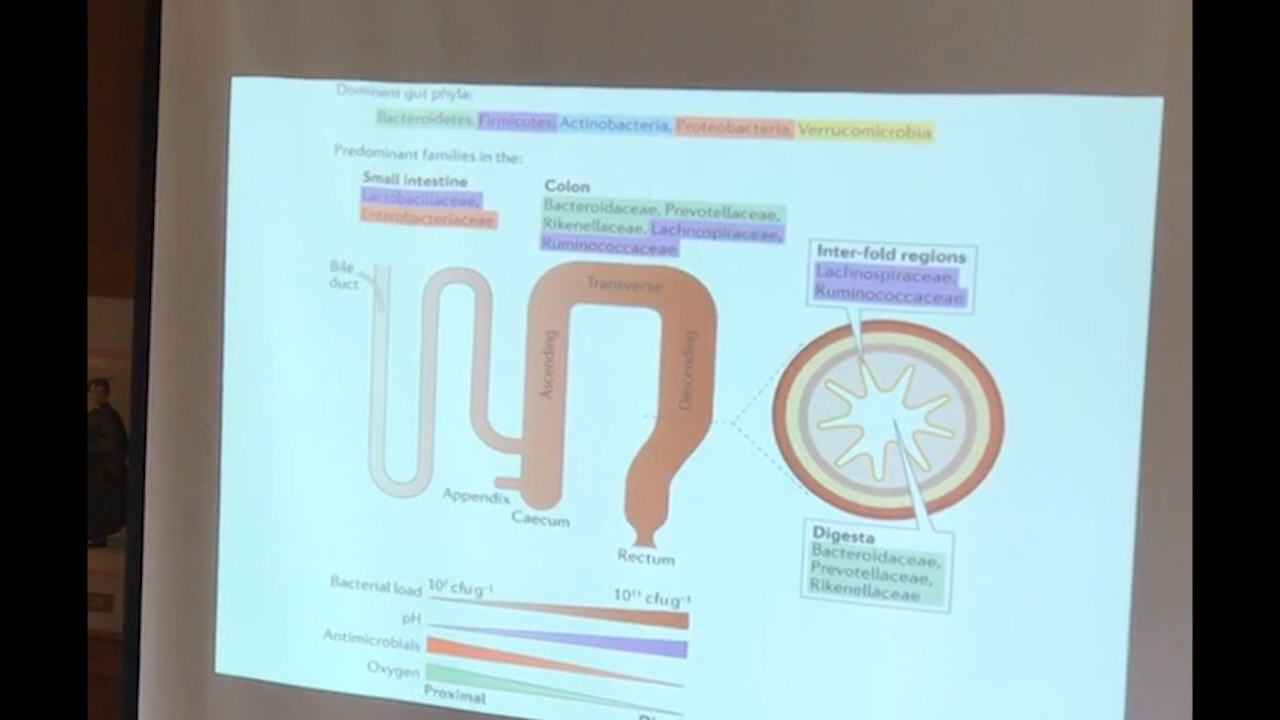 Dominant gut phyla:
Bacteroidetes, Firmicutes, Actinobacteria, Proteobacteria, Verrucomicrobia
Predominant families in the:
Small intestine
Lactobacillaceae,
Enterobacteriaceae
Colon
Bacteroidaceae, Prevotellaceae,
Rikenellaceae, Lachnospiraceae,
Ruminococcaceae
Inter-fold regions
Lachnospiraceae,
Ruminococcaceae
Bile
duct
Transverse
Ascending
Descending
Appendix
Caecum
Rectum
Digesta
Bacteroidaceae,
Prevotellaceae,
Rikenellaceae
Bacterial load 10² cfu g⁻¹ 10¹¹ cfu g⁻¹
pH
Antimicrobials
Oxygen
Proximal